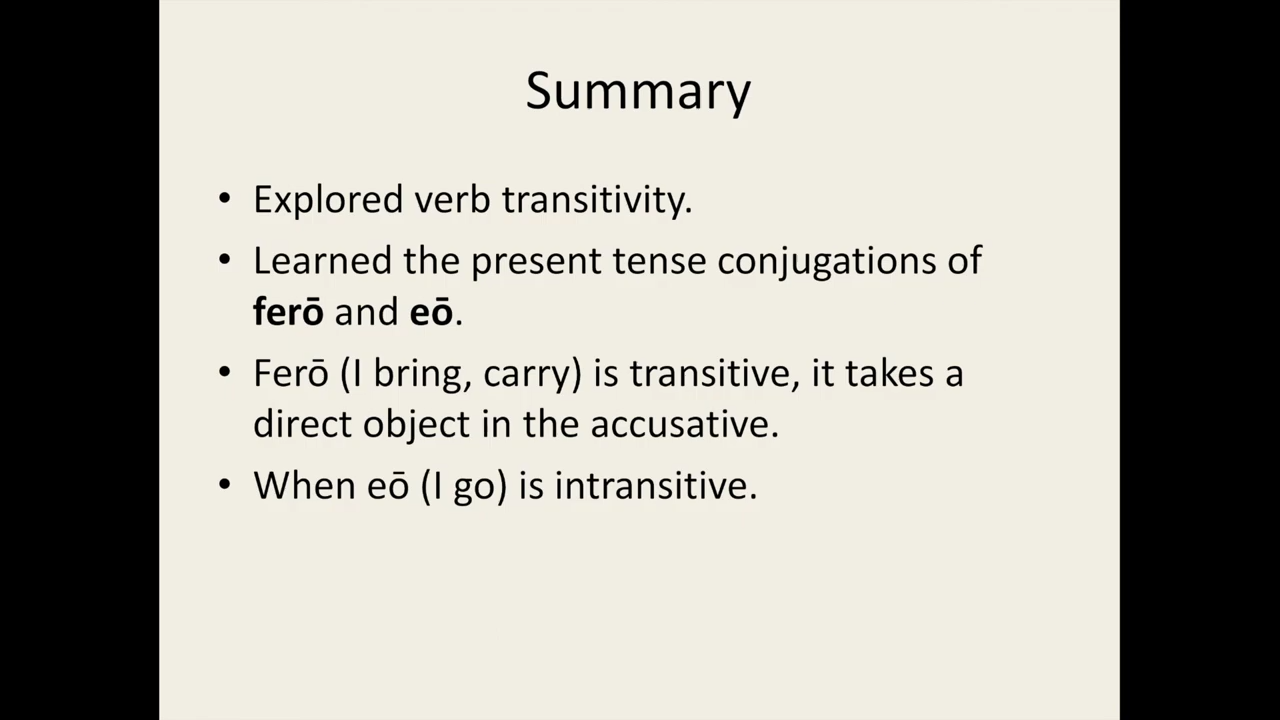 Summary
• Explored verb transitivity.
• Learned the present tense conjugations of
ferō and eō.
• Ferō (I bring, carry) is transitive, it takes a
direct object in the accusative.
• When eō (I go) is intransitive.